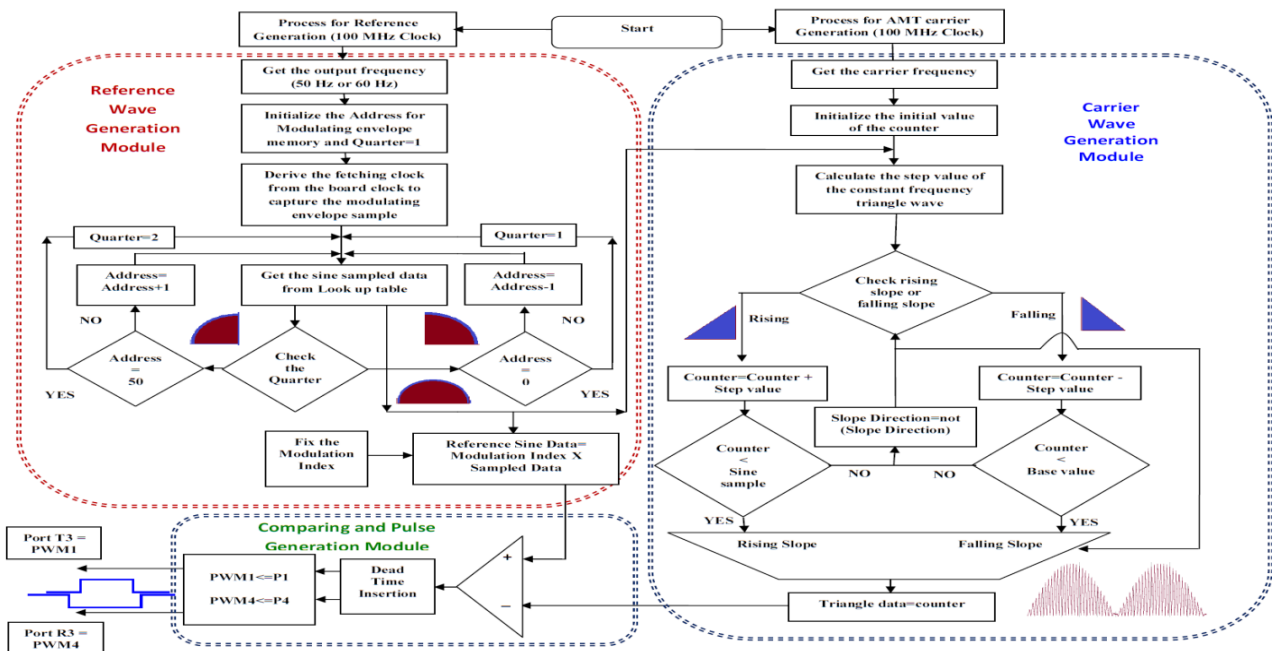 Start
Process for Reference
Generation (100 MHz Clock)
Process for AMT carrier
Generation (100 MHz Clock)
Reference
Wave
Generation
Module
Get the output frequency
(50 Hz or 60 Hz)
Initialize the Address for
Modulating envelope
memory and Quarter=1
Derive the fetching clock
from the board clock to
capture the modulating
envelope sample
Quarter=2
Quarter=1
Address=
Address+1
Get the sine sampled data
from Look up table
Address=
Address-1
NO
NO
Address
=
50
Check
the
Quarter
Address
=
0
YES
YES
Fix the
Modulation
Index
Reference Sine Data=
Modulation Index X
Sampled Data
Carrier
Wave
Generation
Module
Get the carrier frequency
Initialize the initial value
of the counter
Calculate the step value of
the constant frequency
triangle wave
Check rising
slope or
falling slope
Rising
Falling
Counter=Counter +
Step value
Counter=Counter -
Step value
Slope Direction=not
(Slope Direction)
Counter
<
Sine
sample
NO
NO
Counter
<
Base value
YES
YES
Rising Slope
Falling Slope
Triangle data=counter
Comparing and Pulse
Generation Module
+
−
Dead
Time
Insertion
PWM1<=P1
PWM4<=P4
Port T3 =
PWM1
Port R3 =
PWM4